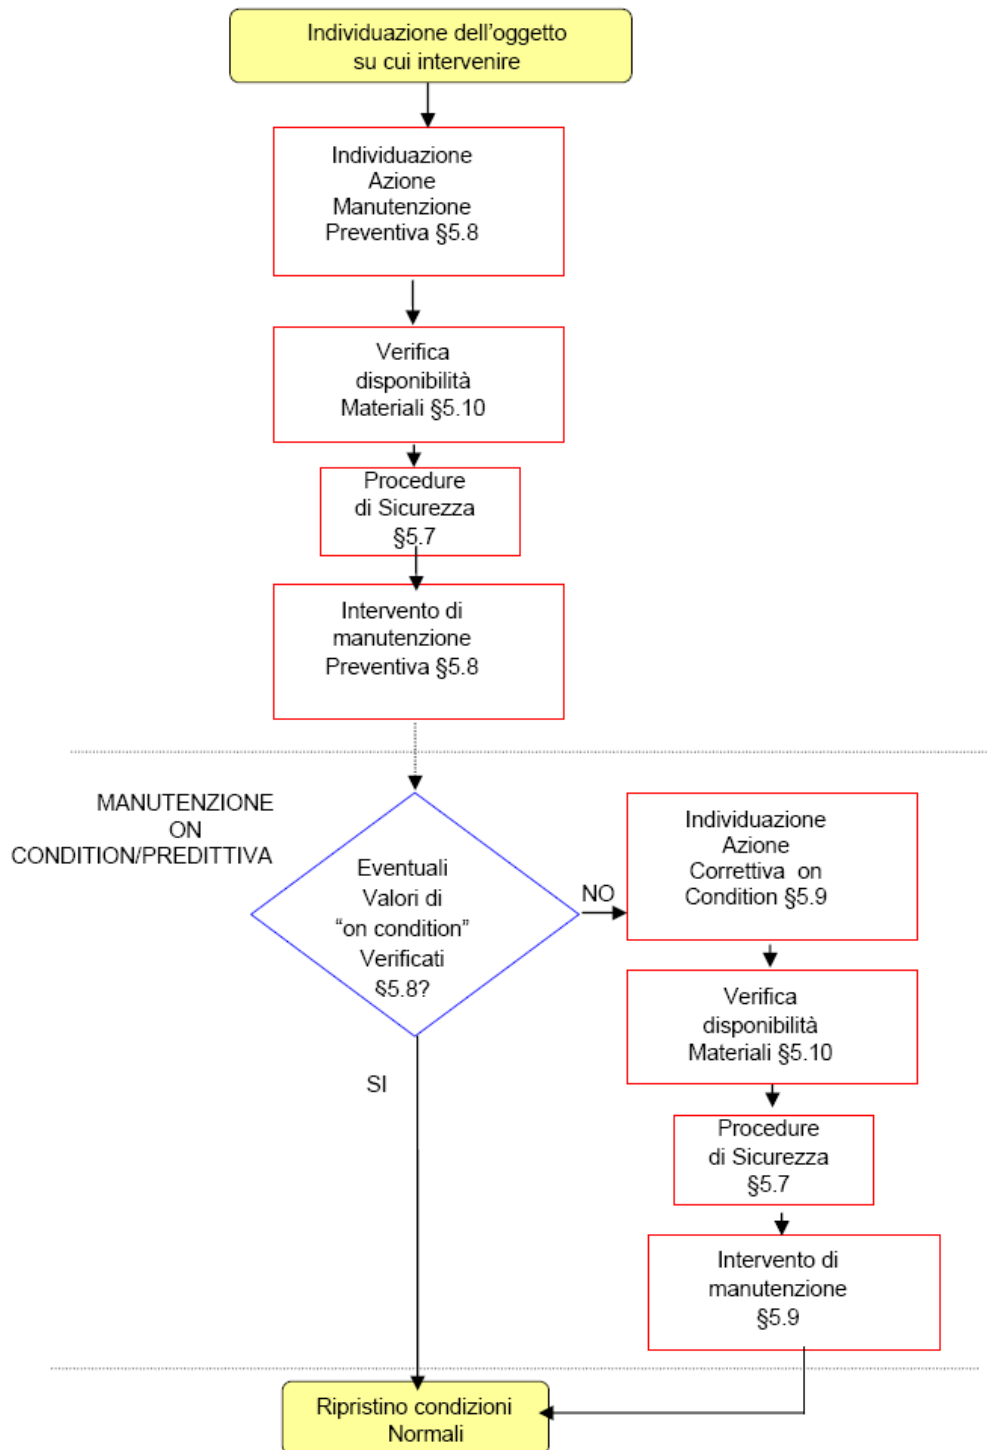 Individuazione dell’oggetto
su cui intervenire
Individuazione
Azione
Manutenzione
Preventiva §5.8
Verifica
disponibilità
Materiali §5.10
Procedure
di Sicurezza
§5.7
Intervento di
manutenzione
Preventiva §5.8
MANUTENZIONE
ON
CONDITION/PREDITTIVA
Eventuali
Valori di
“on condition”
Verificati
§5.8?
NO
Individuazione
Azione
Correttiva on
Condition §5.9
Verifica
disponibilità
Materiali §5.10
Procedure
di Sicurezza
§5.7
Intervento di
manutenzione
§5.9
SI
Ripristino condizioni
Normali